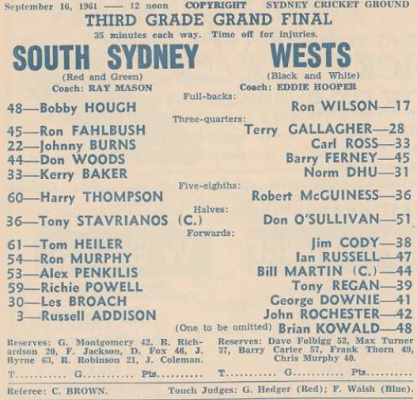 September 16, 1961 — 12 noon COPYRIGHT SYDNEY CRICKET GROUND
THIRD GRADE GRAND FINAL
35 minutes each way. Time off for injuries.
SOUTH SYDNEY WESTS
(Red and Green) (Black and White)
Coach: RAY MASON Coach: EDDIE HOOPER
Full-backs:
48—Bobby HOUGH Ron WILSON—17
Three-quarters:
45—Ron FAHLBUSH Terry GALLAGHER—28
22—Johnny BURNS Carl ROSS—33
44—Don WOODS Barry FERNEY—45
33—Kerry BAKER Norm DHU—31
Five-eighths:
60—Harry THOMPSON Robert McGUINESS—36
Halves:
36—Tony STAVRIANOS (C.) Don O'SULLIVAN—51
Forwards:
61—Tom HEILER Jim CODY—38
54—Ron MURPHY Ian RUSSELL—47
53—Alex PENKILIS Bill MARTIN (C.)—44
59—Richie POWELL Tony REGAN—39
30—Les BROACH George DOWNIE—41
3—Russell ADDISON John ROCHESTER—42
(One to be omitted) Brian KOWALD—48
Reserves: G. Montgomery 42, R. Rich-
ardson 20, F. Jackson, D. Fox 46, J.
Byrne 63, R. Robinson 21, J. Coleman.
Reserves: Dave Folbigg 52, Max Turner
37, Barry Carter 57, Frank Thorn 49,
Chris Murphy 40.
T........ G........ Pts......... T........ G........ Pts.........
Referee: C. BROWN. Touch Judges: G. Hedger (Red); F. Walsh (Blue).